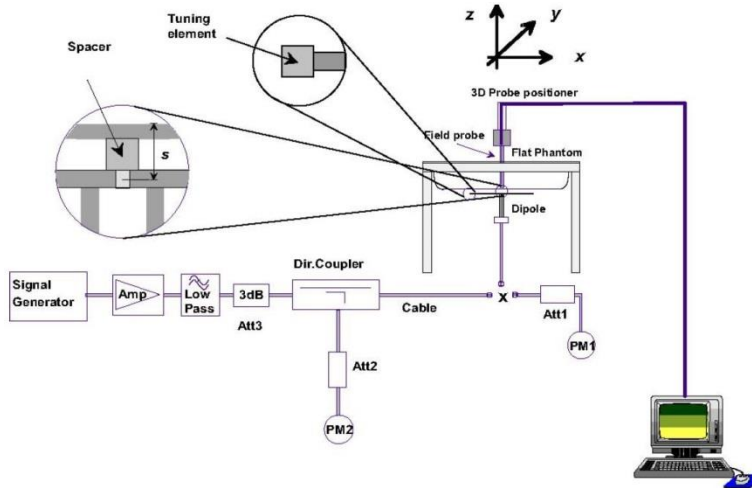 Tuning
element
Spacer
s
z
y
x
3D Probe positioner
Field probe
Flat Phantom
Dipole
Signal
Generator
Amp
Low
Pass
3dB
Att3
Dir.Coupler
Cable
x
Att1
PM1
Att2
PM2